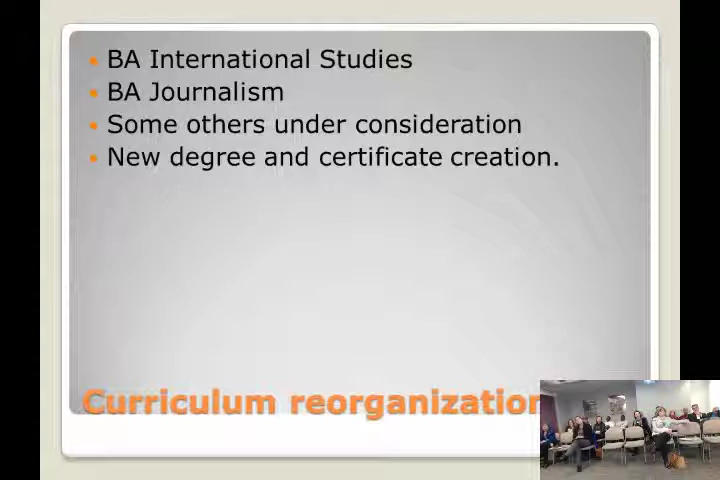 BA International Studies
BA Journalism
Some others under consideration
New degree and certificate creation.
Curriculum reorganization